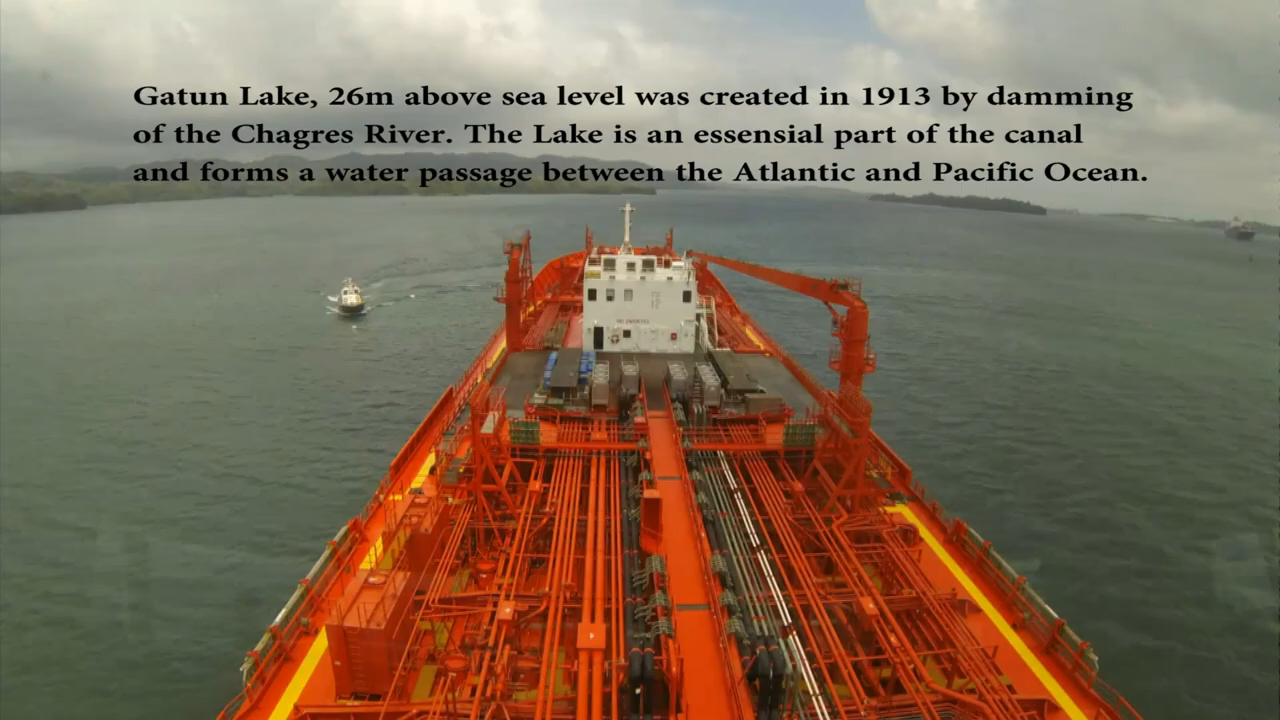 Gatun Lake, 26m above sea level was created in 1913 by damming
of the Chagres River. The Lake is an essensial part of the canal
and forms a water passage between the Atlantic and Pacific Ocean.